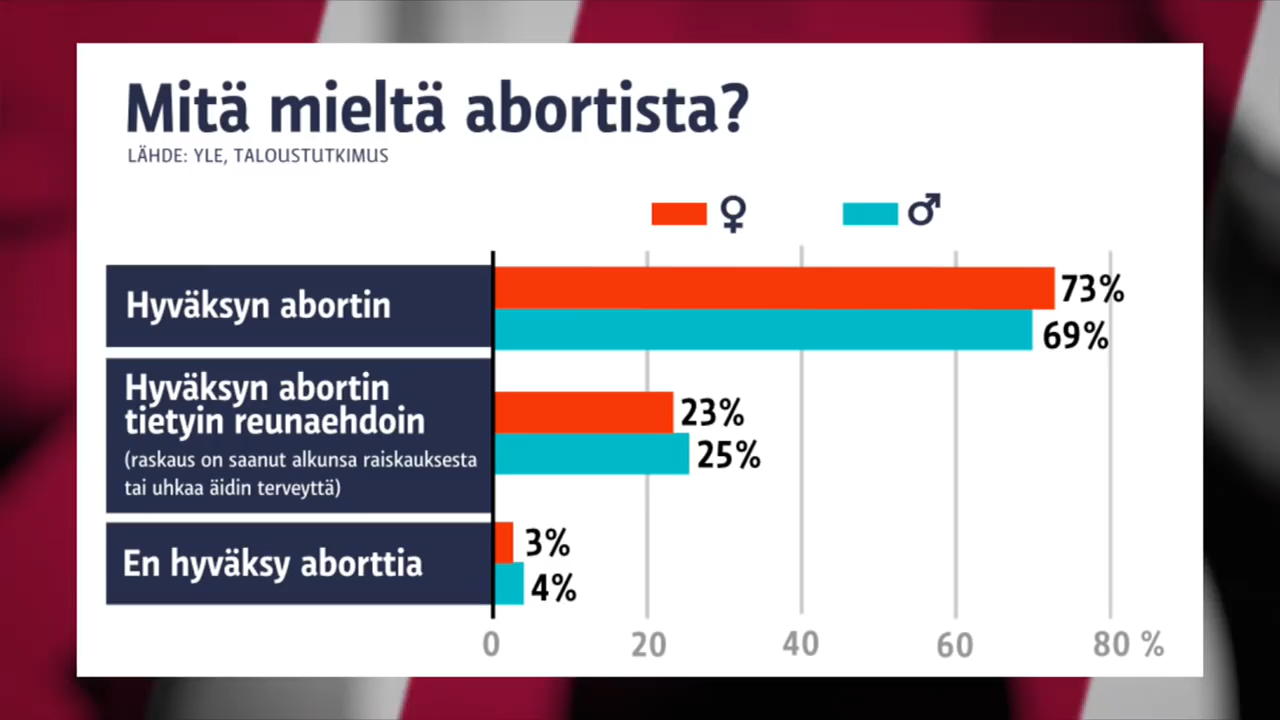 Mitä mieltä abortista?
LÄHDE: YLE, TALOUSTUTKIMUS
♀ ♂
Hyväksyn abortin
73%
69%
Hyväksyn abortin
tietyin reunaehdoin
(raskaus on saanut alkunsa raiskauksesta
tai uhkaa äidin terveyttä)
23%
25%
En hyväksy aborttia
3%
4%
0 20 40 60 80 %